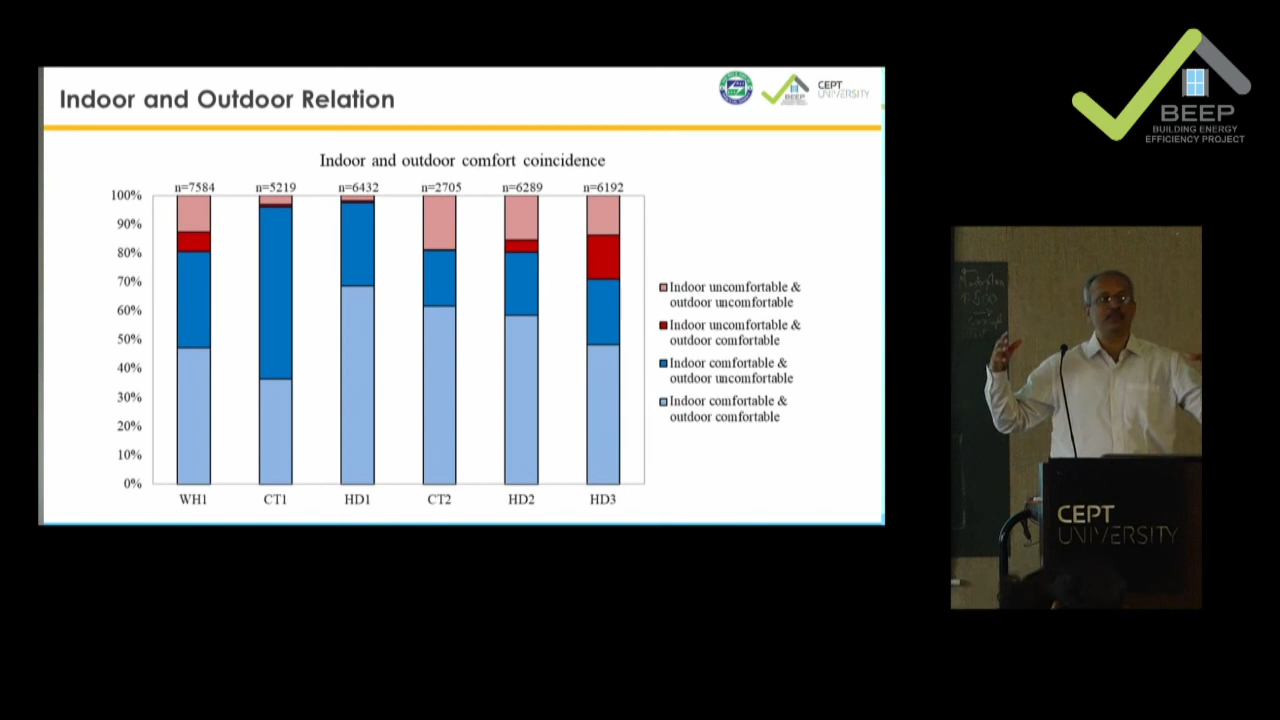 Indoor and Outdoor Relation
BEEP
CEPT
UNIVERSITY
BEEP
BUILDING ENERGY
EFFICIENCY PROJECT
Indoor and outdoor comfort coincidence
n=7584 n=5219 n=6432 n=2705 n=6289 n=6192
100%
90%
80%
70%
60%
50%
40%
30%
20%
10%
0%
WH1 CT1 HD1 CT2 HD2 HD3
Indoor uncomfortable &
outdoor uncomfortable
Indoor uncomfortable &
outdoor comfortable
Indoor comfortable &
outdoor uncomfortable
Indoor comfortable &
outdoor comfortable
CEPT
UNIVERSITY